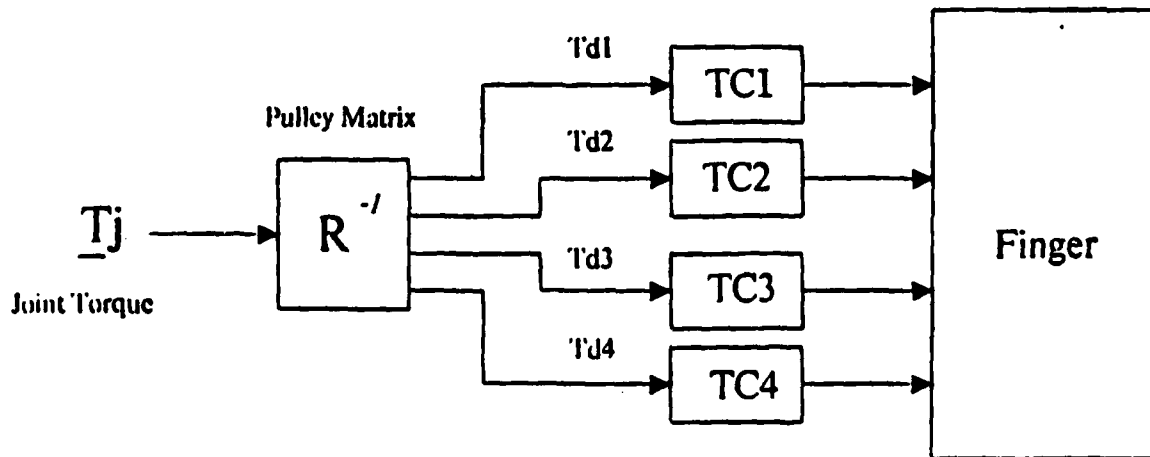 Td1
TC1
Pulley Matrix
Td2
TC2
Tj
R -1
Finger
Td3
TC3
Joint Torque
Td4
TC4